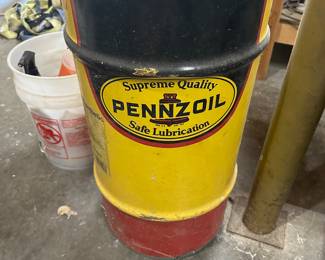 Supreme Quality
PENNZOIL
Safe Lubrication